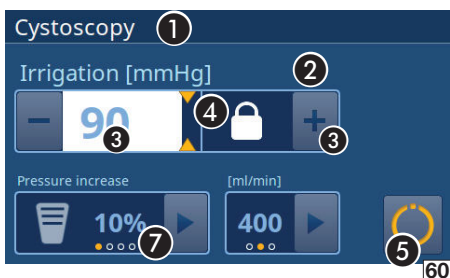 Cystoscopy 1
Irrigation [mmHg] 2
− 90 3 4 + 3
Pressure increase [ml/min]
10% 7 400 5
60